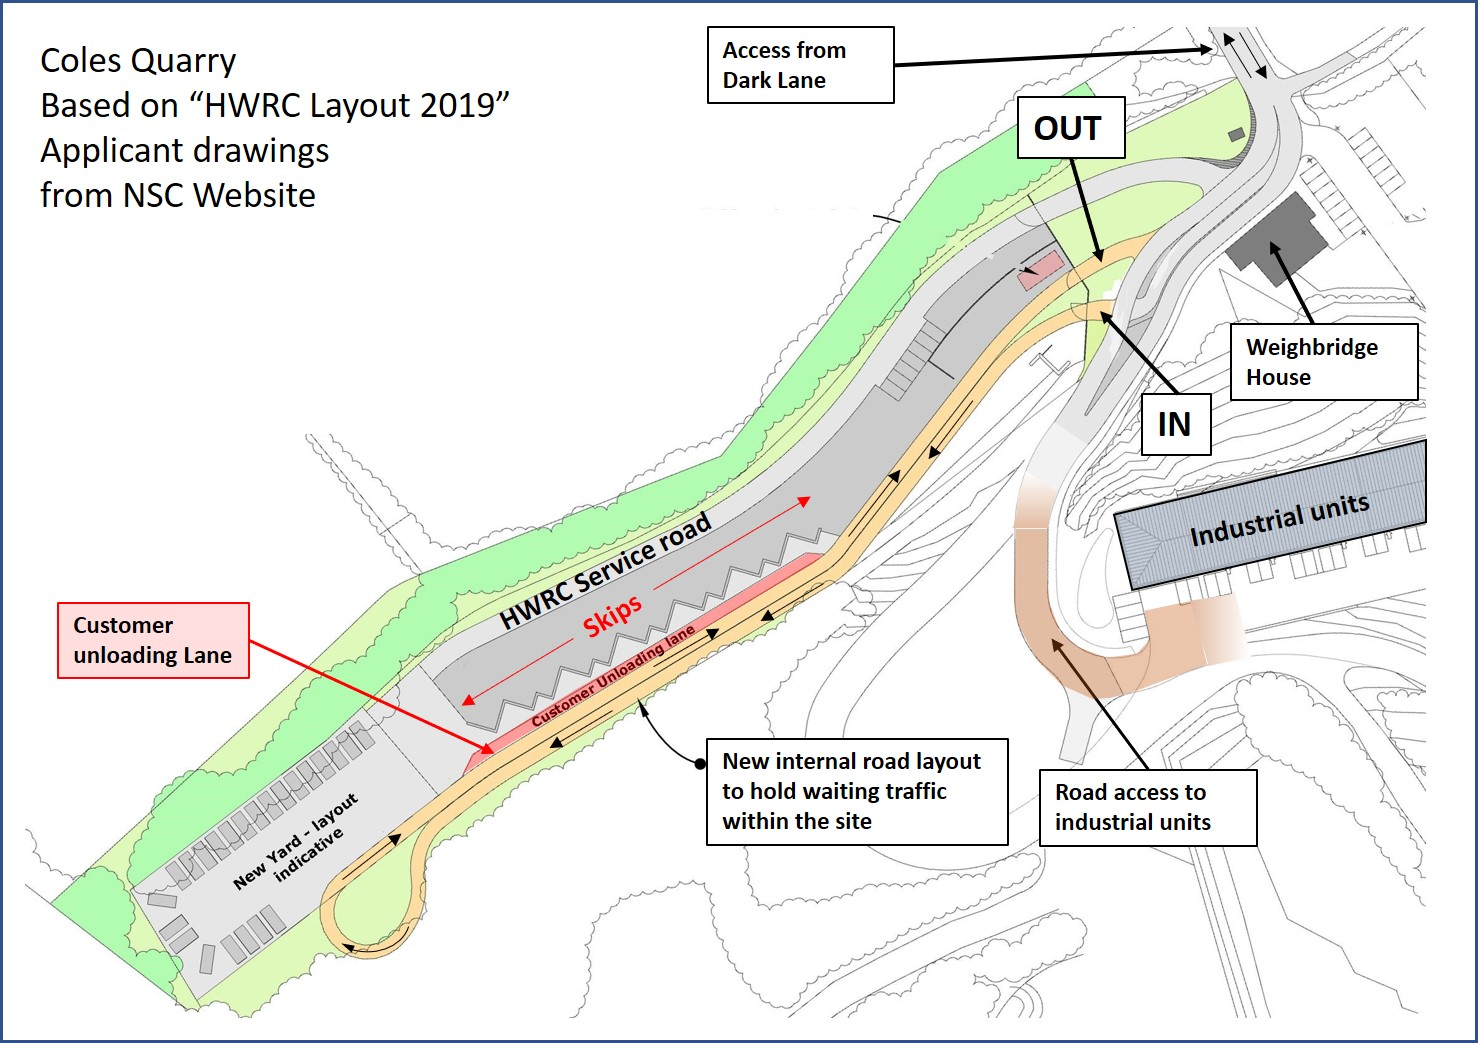 Coles Quarry
Based on “HWRC Layout 2019”
Applicant drawings
from NSC Website
Access from
Dark Lane
OUT
Weighbridge
House
IN
Industrial units
HWRC Service road
Skips
Customer
unloading Lane
Customer Unloading lane
New internal road layout
to hold waiting traffic
within the site
Road access to
industrial units
New Yard - layout
indicative